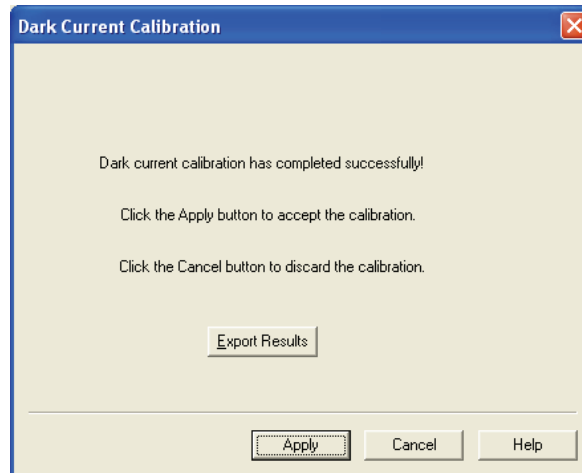 Dark Current Calibration
Dark current calibration has completed successfully!
Click the Apply button to accept the calibration.
Click the Cancel button to discard the calibration.
Export Results
Apply Cancel Help